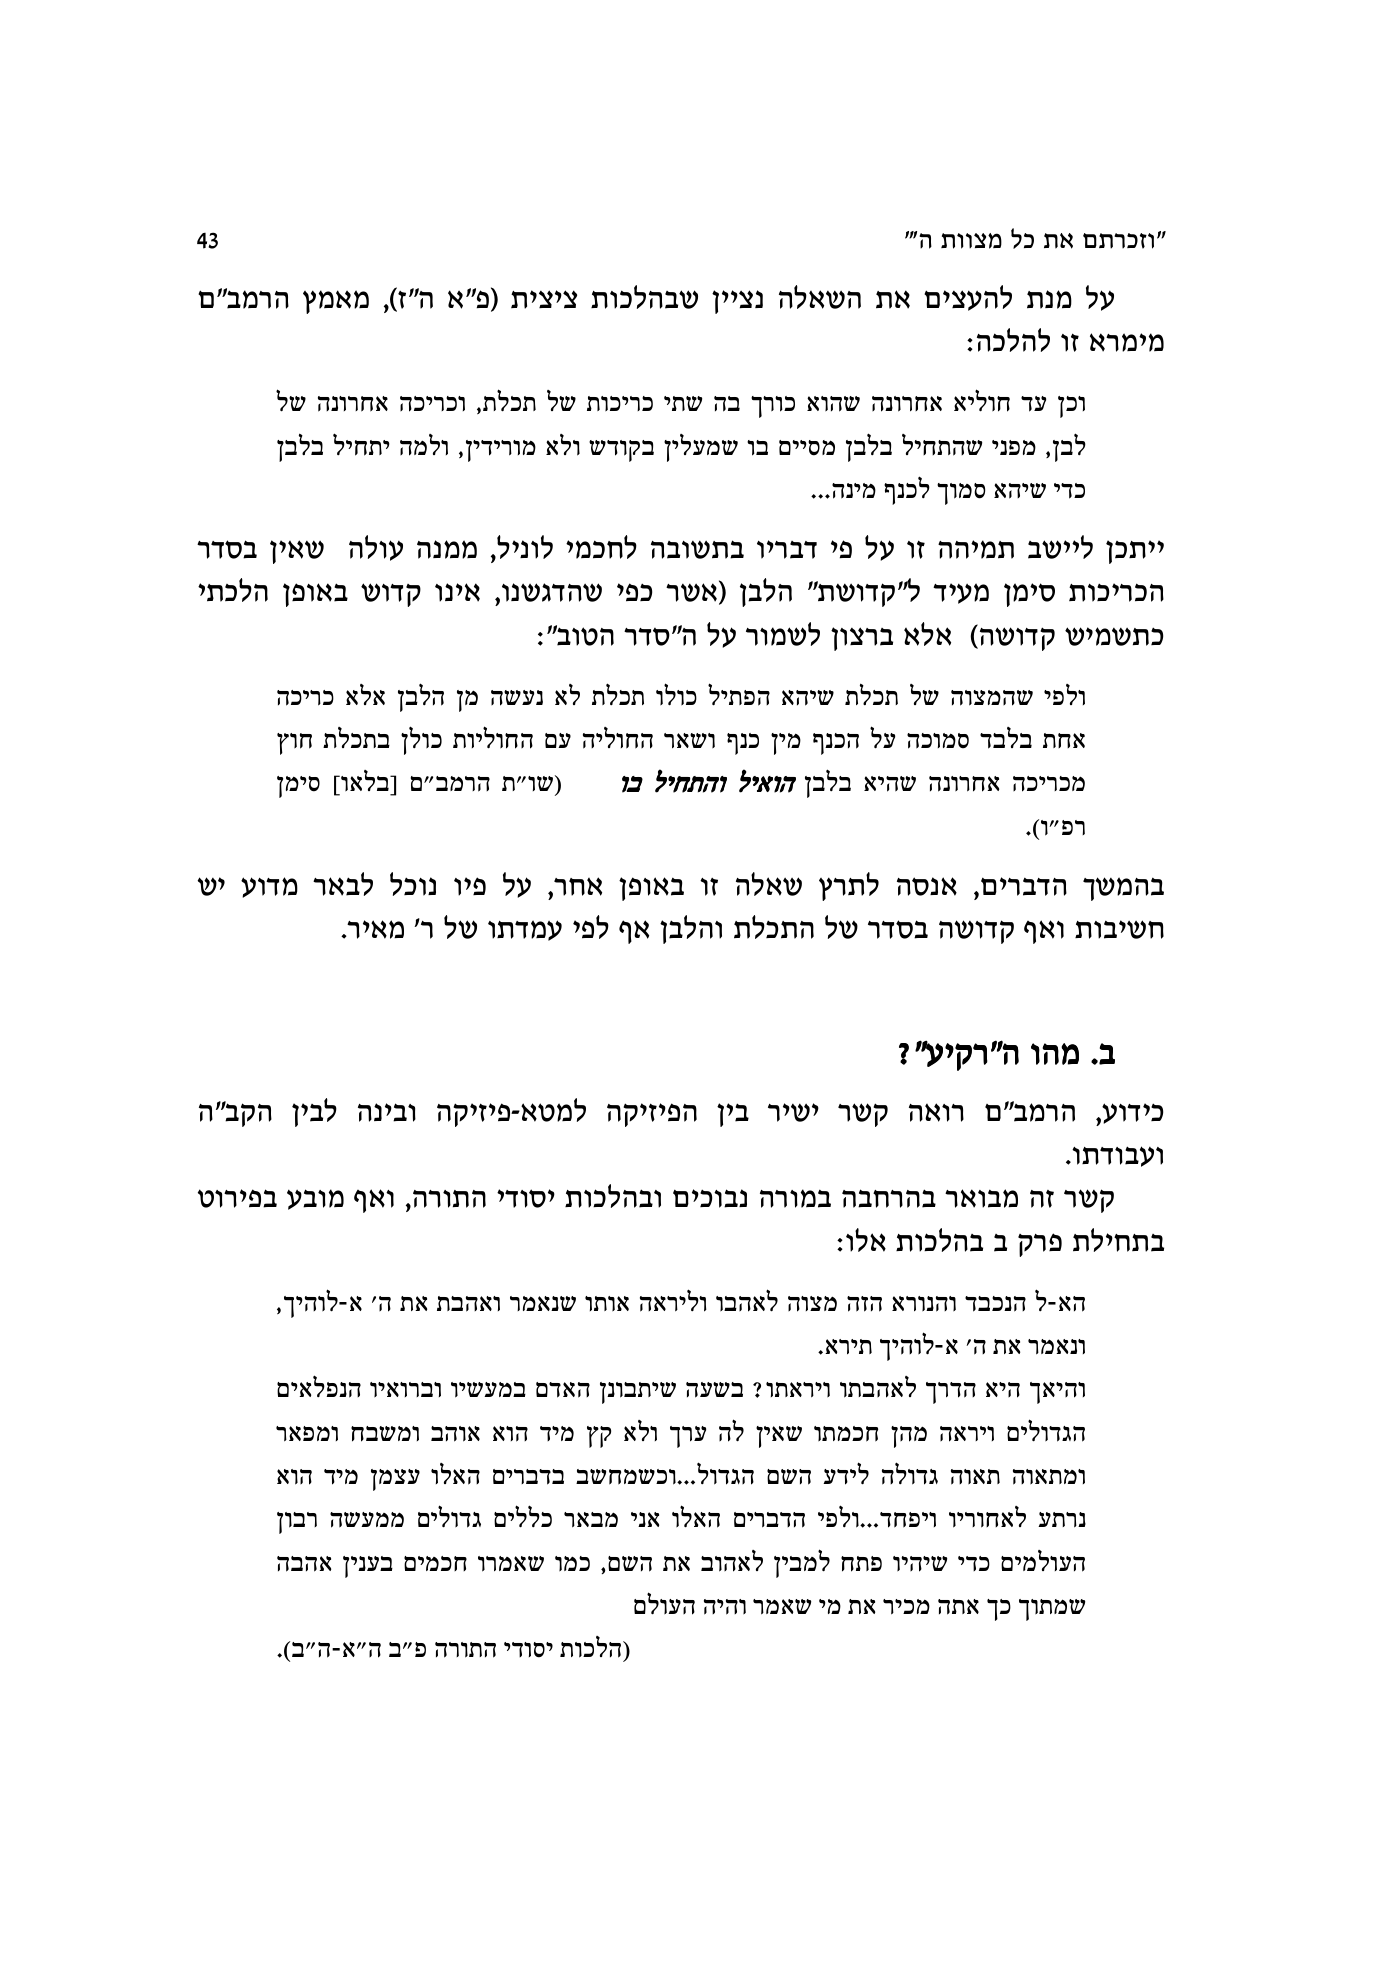 "וזכרתם את כל מצוות ה'" 43
על מנת להעצים את השאלה נציין שבהלכות ציצית (פ"א ה"ז), מאמץ הרמב"ם
מימרא זו להלכה:
וכן עד חוליא אחרונה שהוא כורך בה שתי כריכות של תכלת, וכריכה אחרונה של
לבן, מפני שהתחיל בלבן מסיים בו שמעלין בקודש ולא מורידין, ולמה יתחיל בלבן
כדי שיהא סמוך לכנף מינה...
ייתכן ליישב תמיהה זו על פי דבריו בתשובה לחכמי לוניל, ממנה עולה שאין בסדר
הכריכות סימן מעיד ל"קדושת" הלבן (אשר כפי שהדגשנו, אינו קדוש באופן הלכתי
כתשמיש קדושה) אלא ברצון לשמור על ה"סדר הטוב":
ולפי שהמצוה של תכלת שיהא הפתיל כולו תכלת לא נעשה מן הלבן אלא כריכה
אחת בלבד סמוכה על הכנף מין כנף ושאר החוליה עם החוליות כולן בתכלת חוץ
מכריכה אחרונה שהיא בלבן הואיל והתחיל בו (שו"ת הרמב"ם [בלאו] סימן
רפ"ו).
בהמשך הדברים, אנסה לתרץ שאלה זו באופן אחר, על פיו נוכל לבאר מדוע יש
חשיבות ואף קדושה בסדר של התכלת והלבן אף לפי עמדתו של ר' מאיר.
ב. מהו ה"רקיע"?
כידוע, הרמב"ם רואה קשר ישיר בין הפיזיקה למטא-פיזיקה ובינה לבין הקב"ה
ועבודתו.
קשר זה מבואר בהרחבה במורה נבוכים ובהלכות יסודי התורה, ואף מובע בפירוט
בתחילת פרק ב בהלכות אלו:
הא-ל הנכבד והנורא הזה מצוה לאהבו וליראה אותו שנאמר ואהבת את ה' א-לוהיך,
ונאמר את ה' א-לוהיך תירא.
והיאך היא הדרך לאהבתו ויראתו? בשעה שיתבונן האדם במעשיו וברואיו הנפלאים
הגדולים ויראה מהן חכמתו שאין לה ערך ולא קץ מיד הוא אוהב ומשבח ומפאר
ומתאוה תאוה גדולה לידע השם הגדול...וכשמחשב בדברים האלו עצמן מיד הוא
נרתע לאחוריו ויפחד...ולפי הדברים האלו אני מבאר כללים גדולים ממעשה רבון
העולמים כדי שיהיו פתח למבין לאהוב את השם, כמו שאמרו חכמים בענין אהבה
שמתוך כך אתה מכיר את מי שאמר והיה העולם
(הלכות יסודי התורה פ"ב ה"א-ה"ב).